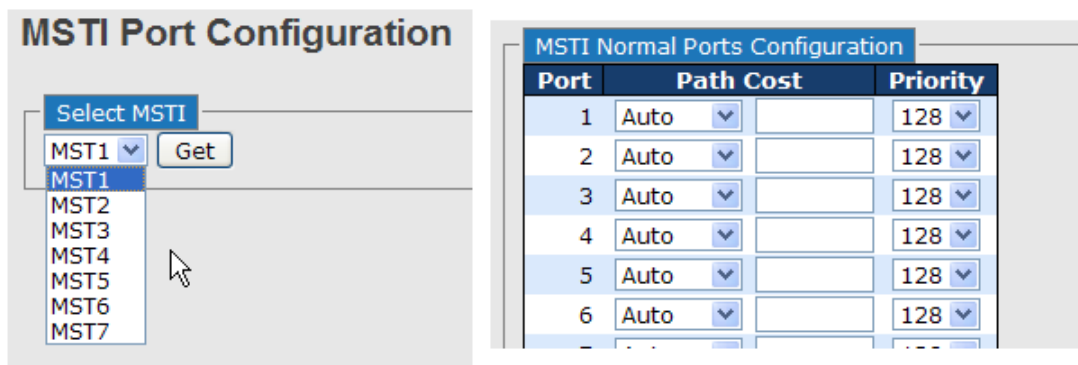 MSTI Port Configuration
Select MSTI
MST1 Get
MST1
MST2
MST3
MST4
MST5
MST6
MST7
MSTI Normal Ports Configuration
Port Path Cost Priority
1 Auto 128
2 Auto 128
3 Auto 128
4 Auto 128
5 Auto 128
6 Auto 128